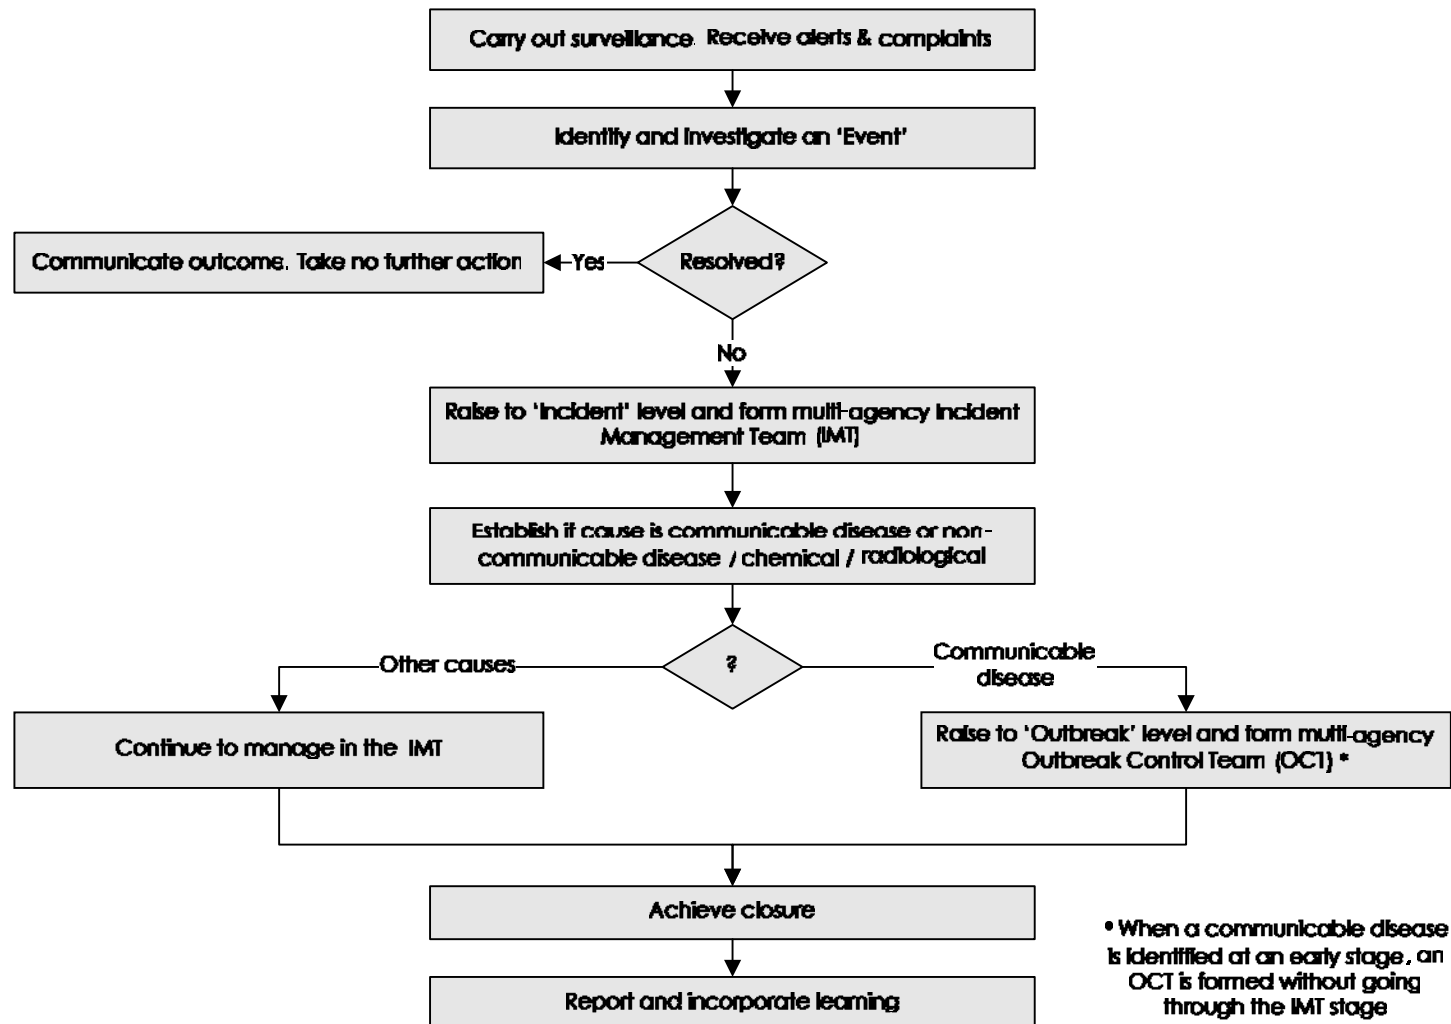 Carry out surveillance. Receive alerts & complaints
Identify and investigate an ‘Event’
Resolved?
Yes
Communicate outcome. Take no further action
No
Raise to ‘Incident’ level and form multi-agency Incident
Management Team (IMT)
Establish if cause is communicable disease or non-
communicable disease / chemical / radiological
?
Other causes
Communicable
disease
Continue to manage in the IMT
Raise to ‘Outbreak’ level and form multi-agency
Outbreak Control Team (OCT) *
Achieve closure
Report and incorporate learning
* When a communicable disease
is identified at an early stage, an
OCT is formed without going
through the IMT stage